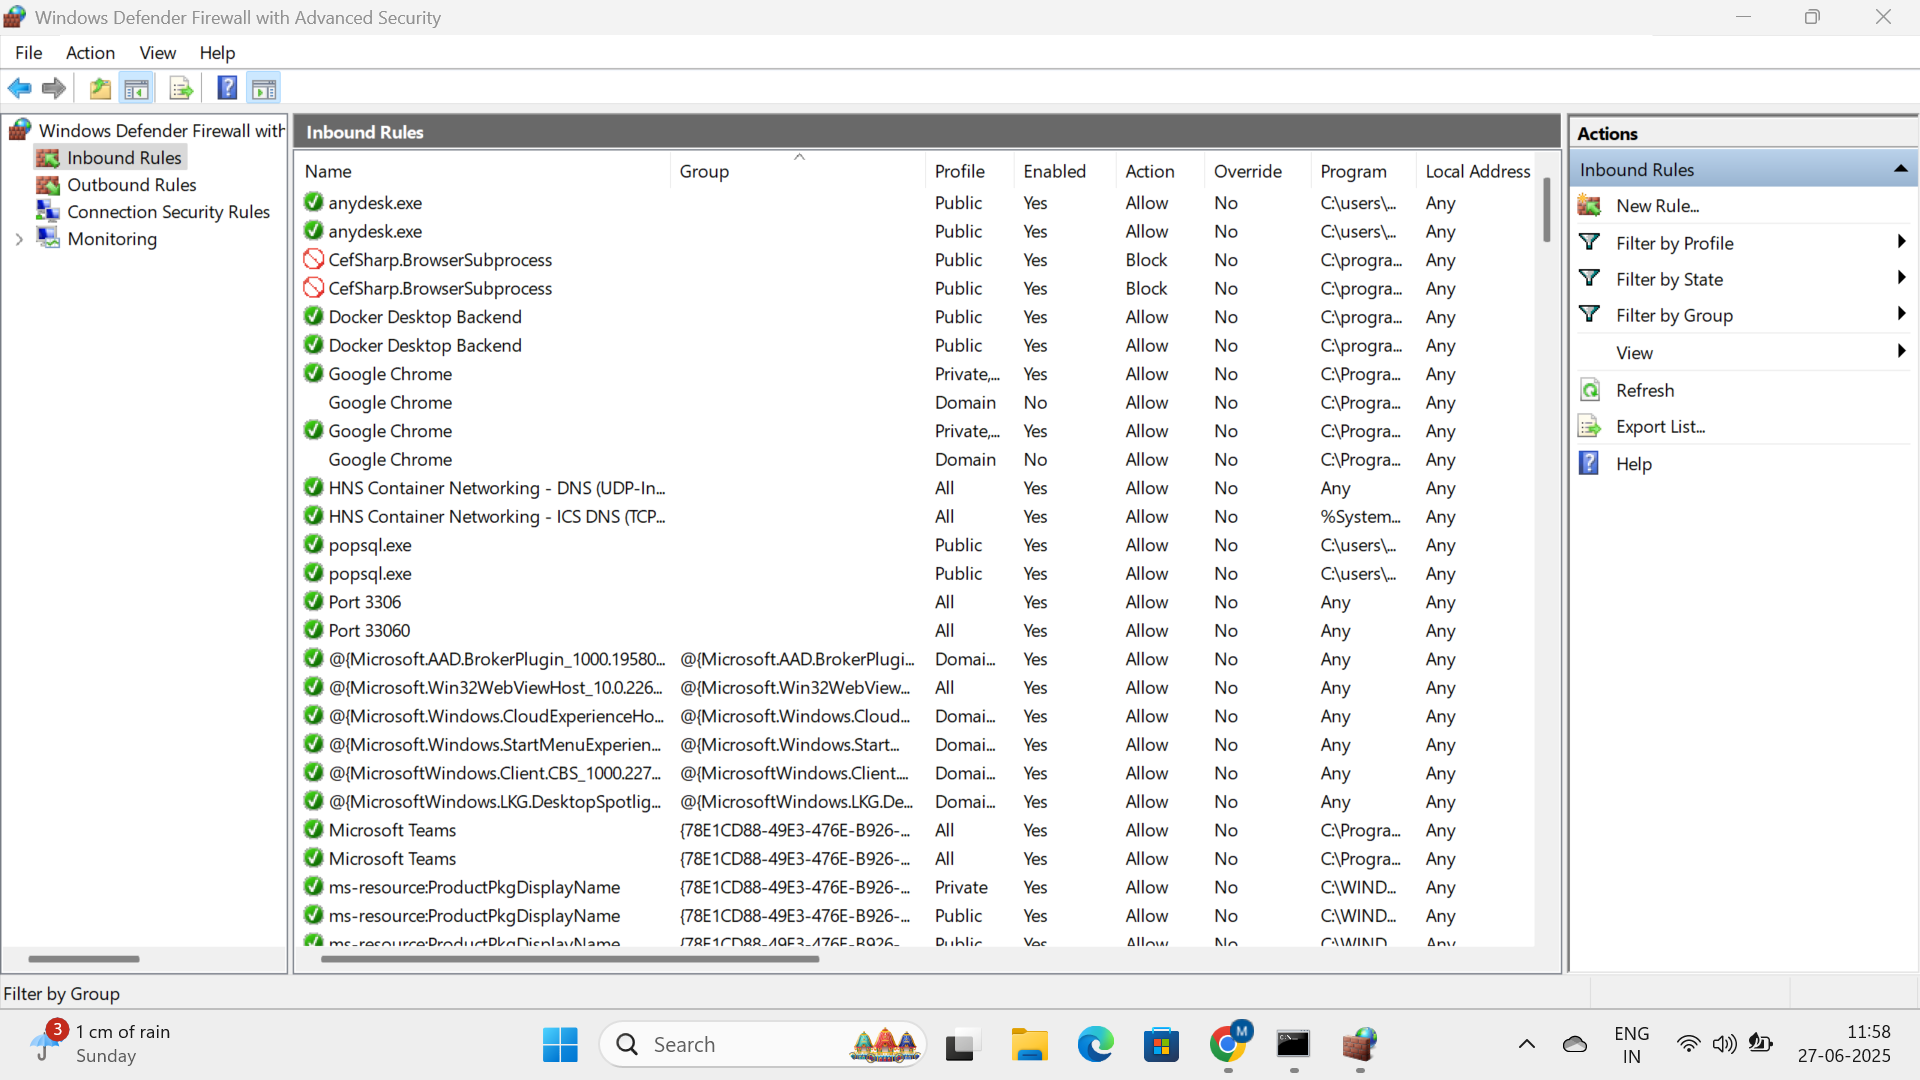 Windows Defender Firewall with Advanced Security
File Action View Help
Windows Defender Firewall with
Inbound Rules
Outbound Rules
Connection Security Rules
Monitoring
Inbound Rules
Name Group Profile Enabled Action Override Program Local Address
anydesk.exe Public Yes Allow No C:\users\... Any
anydesk.exe Public Yes Allow No C:\users\... Any
CefSharp.BrowserSubprocess Public Yes Block No C:\progra... Any
CefSharp.BrowserSubprocess Public Yes Block No C:\progra... Any
Docker Desktop Backend Public Yes Allow No C:\progra... Any
Docker Desktop Backend Public Yes Allow No C:\progra... Any
Google Chrome Private,... Yes Allow No C:\Progra... Any
Google Chrome Domain No Allow No C:\Progra... Any
Google Chrome Private,... Yes Allow No C:\Progra... Any
Google Chrome Domain No Allow No C:\Progra... Any
HNS Container Networking - DNS (UDP-In... All Yes Allow No Any Any
HNS Container Networking - ICS DNS (TCP... All Yes Allow No %System... Any
popsql.exe Public Yes Allow No C:\users\... Any
popsql.exe Public Yes Allow No C:\users\... Any
Port 3306 All Yes Allow No Any Any
Port 33060 All Yes Allow No Any Any
@{Microsoft.AAD.BrokerPlugin_1000.19580... @{Microsoft.AAD.BrokerPlugi... Domai... Yes Allow No Any Any
@{Microsoft.Win32WebViewHost_10.0.226... @{Microsoft.Win32WebView... All Yes Allow No Any Any
@{Microsoft.Windows.CloudExperienceHo... @{Microsoft.Windows.Cloud... Domai... Yes Allow No Any Any
@{Microsoft.Windows.StartMenuExperien... @{Microsoft.Windows.Start... Domai... Yes Allow No Any Any
@{MicrosoftWindows.Client.CBS_1000.227... @{MicrosoftWindows.Client.... Domai... Yes Allow No Any Any
@{MicrosoftWindows.LKG.DesktopSpotlig... @{MicrosoftWindows.LKG.De... Domai... Yes Allow No Any Any
Microsoft Teams {78E1CD88-49E3-476E-B926-... All Yes Allow No C:\Progra... Any
Microsoft Teams {78E1CD88-49E3-476E-B926-... All Yes Allow No C:\Progra... Any
ms-resource:ProductPkgDisplayName {78E1CD88-49E3-476E-B926-... Private Yes Allow No C:\WIND... Any
ms-resource:ProductPkgDisplayName {78E1CD88-49E3-476E-B926-... Public Yes Allow No C:\WIND... Any
ms-resource:ProductPkgDisplayName {78E1CD88-49E3-476E-B926- Public Yes Allow No C:\WIND Any
Actions
Inbound Rules
New Rule...
Filter by Profile
Filter by State
Filter by Group
View
Refresh
Export List...
Help
Filter by Group
3
1 cm of rain
Sunday
Search
M
ENG
IN
11:58
27-06-2025